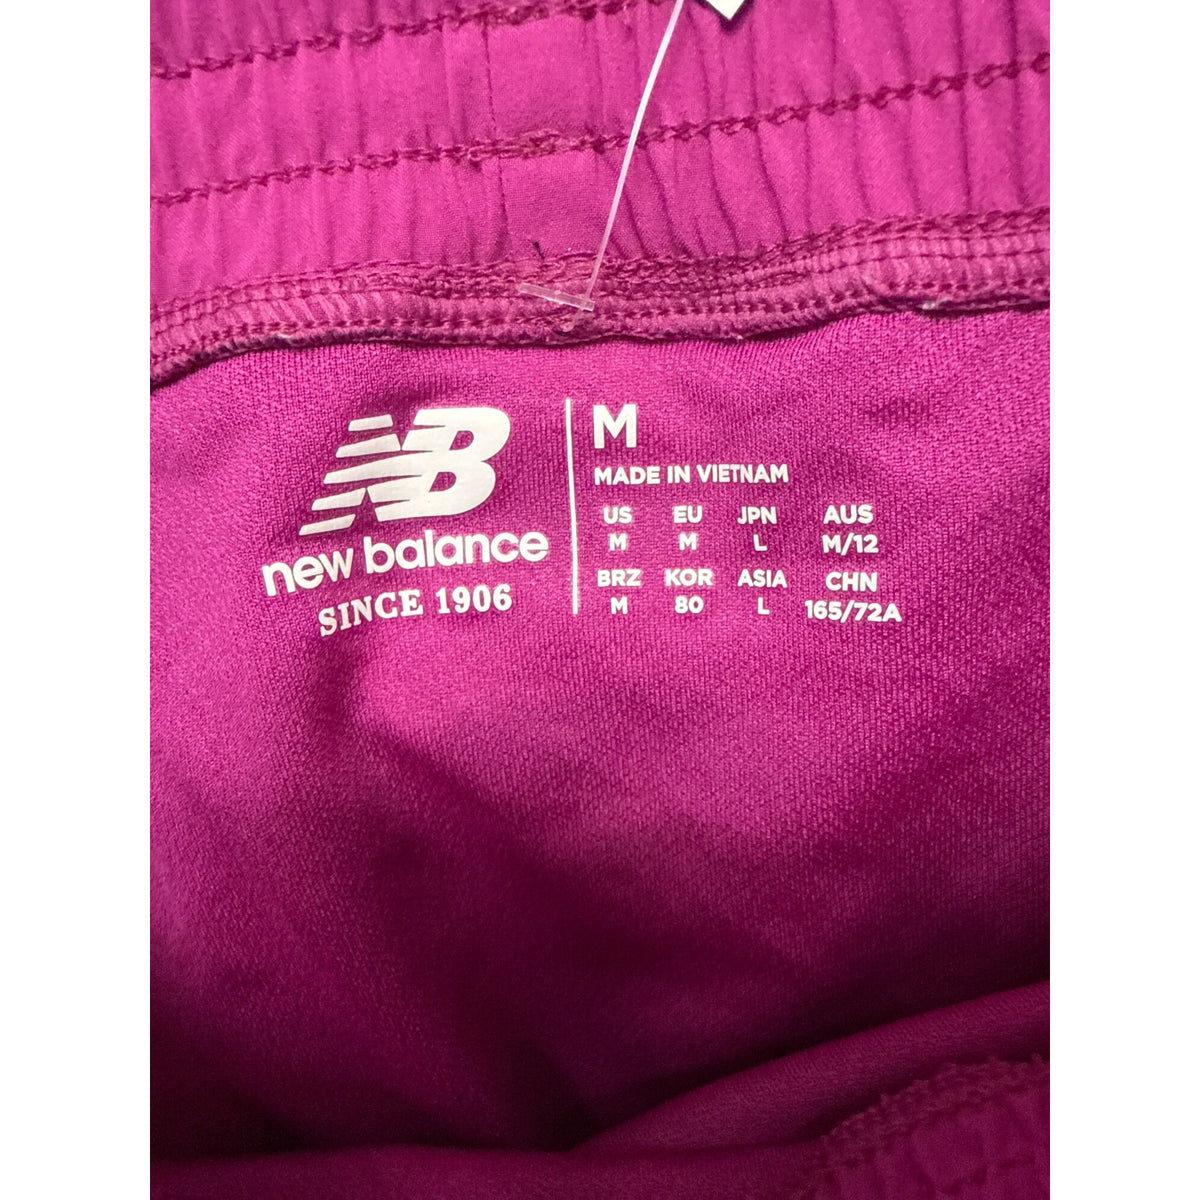 NB
new balance
SINCE 1906
M
MADE IN VIETNAM
US EU JPN AUS
M M L M/12
BRZ KOR ASIA CHN
M 80 L 165/72A